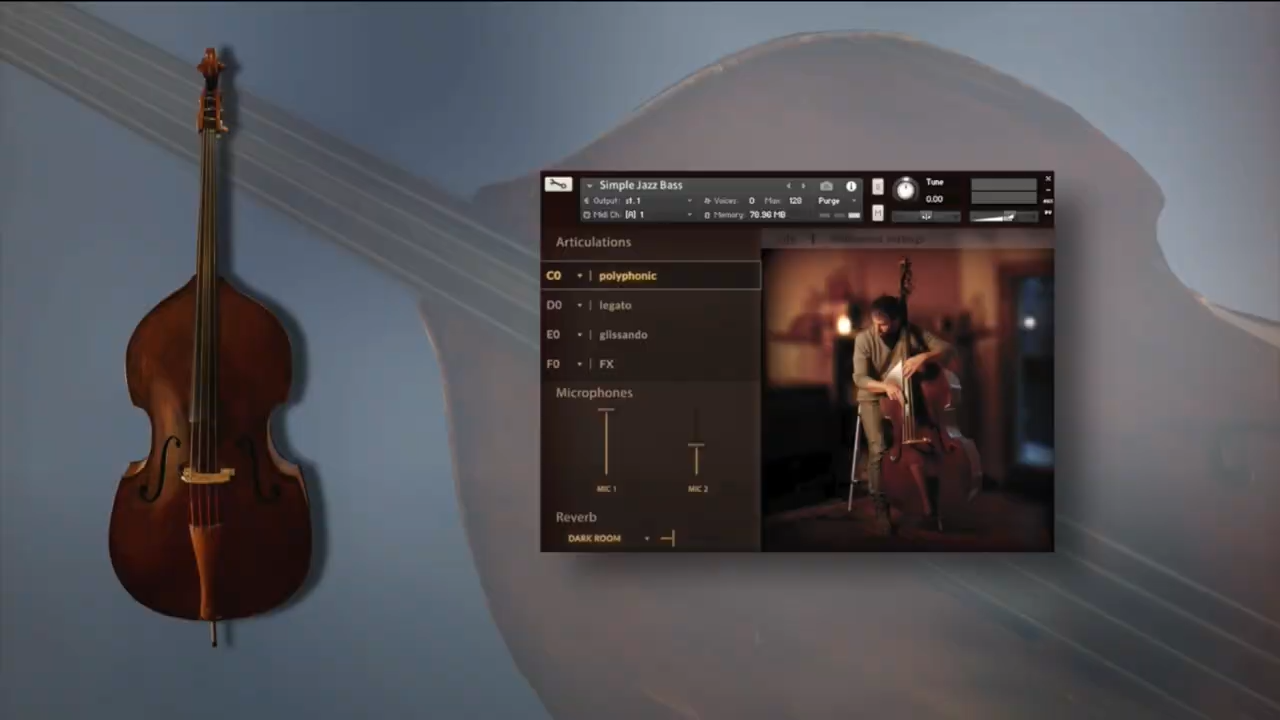 Simple Jazz Bass
Output: st. 1 Voices: 0 Max: 128 Purge
Midi Ch: [A] 1 Memory: 78.96 MB
S
M
Tune
0.00
Articulations
C0 | polyphonic
D0 | legato
E0 | glissando
F0 | FX
Microphones
MIC 1 MIC 2
Reverb
DARK ROOM